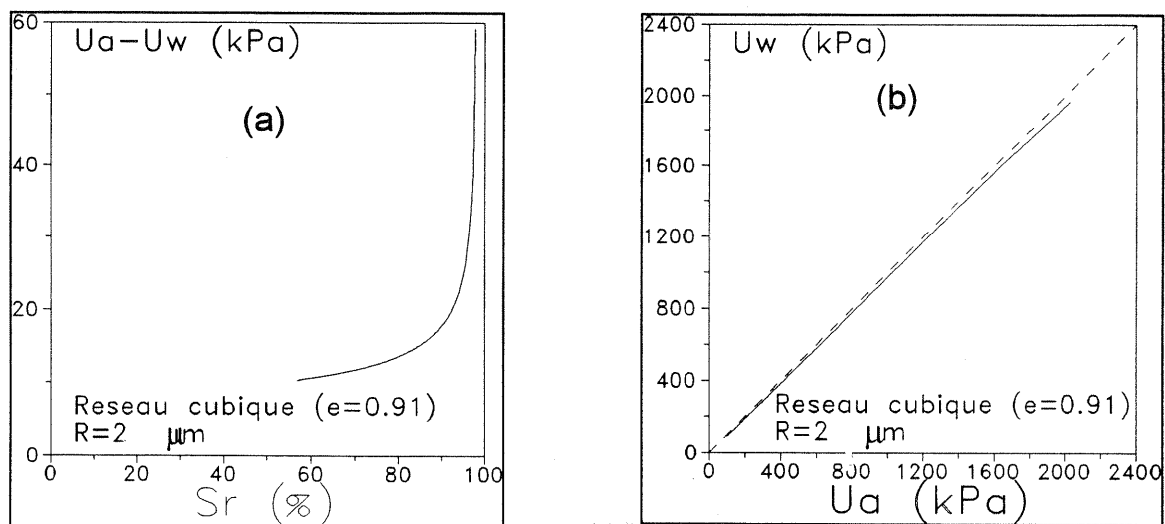 60
Ua-Uw (kPa)
(a)
40
20
Reseau cubique (e=0.91)
R=2 μm
0
0 20 40 60 80 100
Sr (%)
2400
Uw (kPa)
(b)
2000
1600
1200
800
400
Reseau cubique (e=0.91)
R=2 μm
0
0 400 800 1200 1600 2000 2400
Ua (kPa)